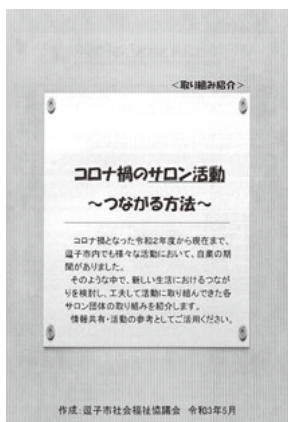 <取り組み紹介>
コロナ禍のサロン活動
～つながる方法～
コロナ禍となった令和2年度から現在まで、
逗子市内でも様々な活動において、自粛の期
間がありました。
そのような中で、新しい生活におけるつなが
りを検討し、工夫して活動に取り組んできた各
サロン団体の取り組みを紹介します。
情報共有・活動の参考としてご活用ください。
作成：逗子市社会福祉協議会 令和3年5月